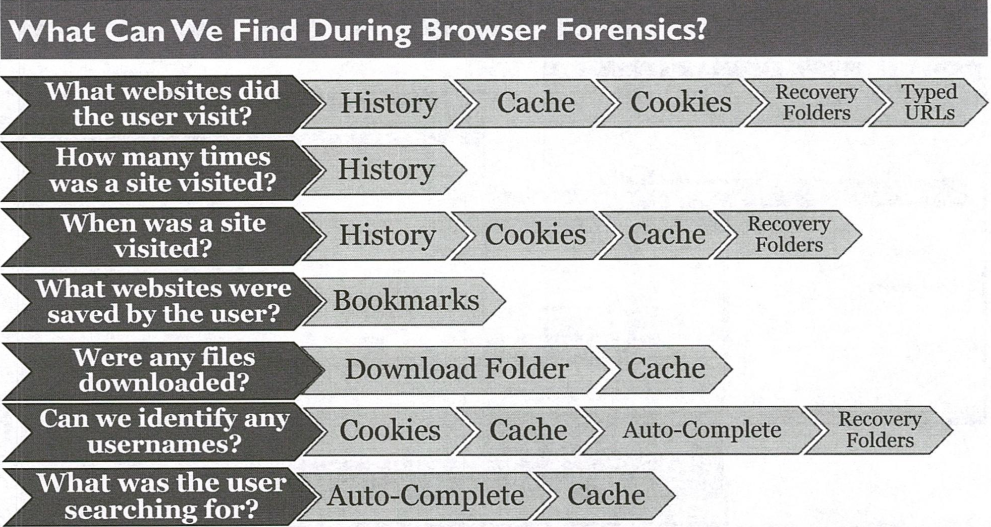 What Can We Find During Browser Forensics?
What websites did
the user visit?
History
Cache
Cookies
Recovery
Folders
Typed
URLs
How many times
was a site visited?
History
When was a site
visited?
History
Cookies
Cache
Recovery
Folders
What websites were
saved by the user?
Bookmarks
Were any files
downloaded?
Download Folder
Cache
Can we identify any
usernames?
Cookies
Cache
Auto-Complete
Recovery
Folders
What was the user
searching for?
Auto-Complete
Cache